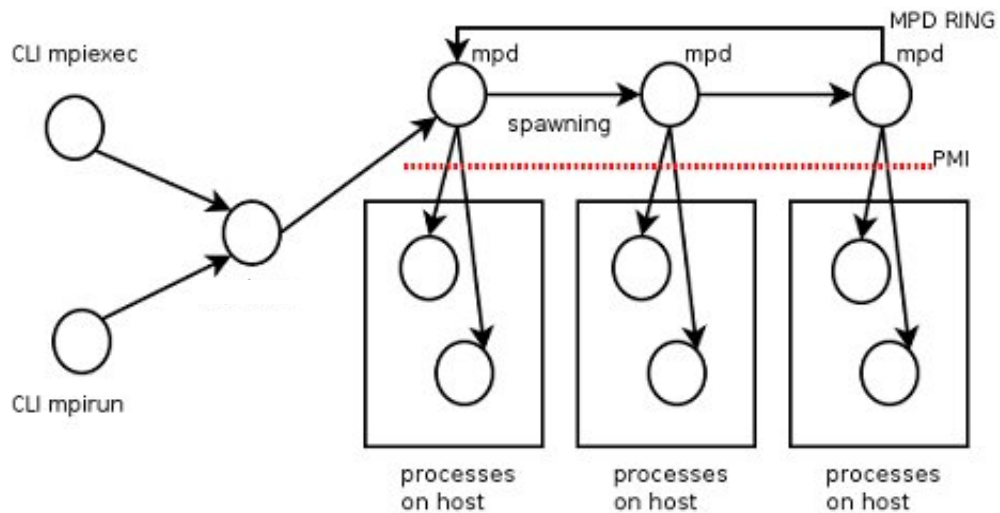 MPD RING
CLI mpiexec
mpd
mpd
mpd
spawning
PMI
CLI mpirun
processes
on host
processes
on host
processes
on host